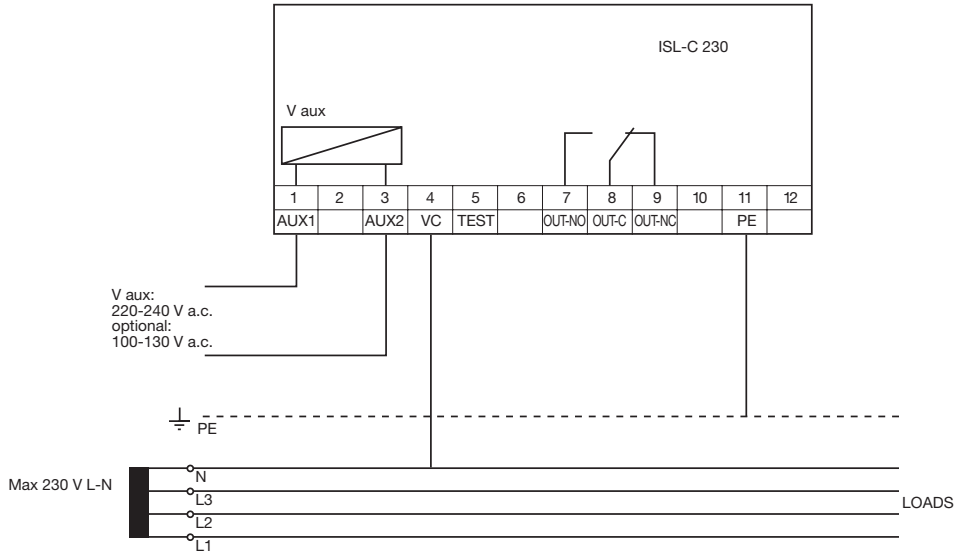 ISL-C 230
V aux
1 2 3 4 5 6 7 8 9 10 11 12
AUX1 AUX2 VC TEST OUT-NO OUT-C OUT-NC PE
V aux:
220-240 V a.c.
optional:
100-130 V a.c.
PE
N
Max 230 V L-N
L3
LOADS
L2
L1